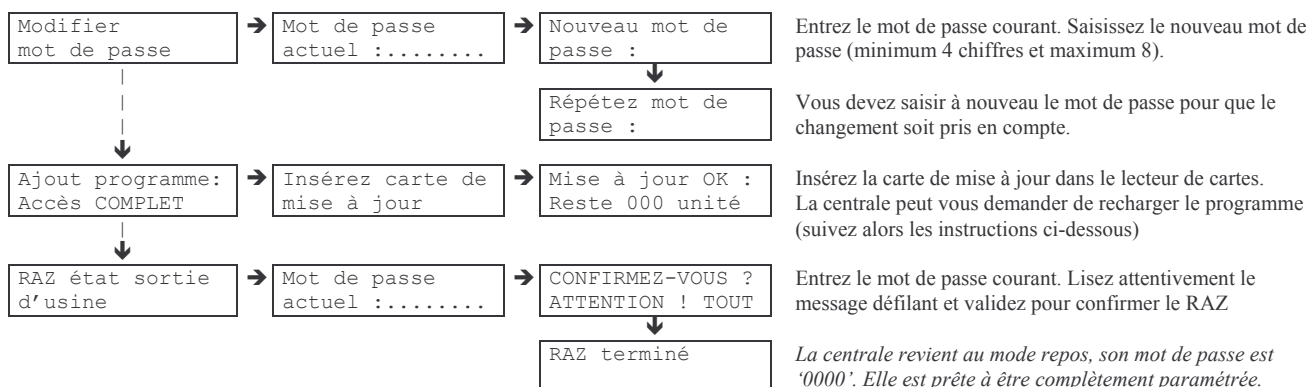 Modifier
mot de passe
Mot de passe
actuel :........
Nouveau mot de
passe :
Entrez le mot de passe courant. Saisissez le nouveau mot de
passe (minimum 4 chiffres et maximum 8).
Répétez mot de
passe :
Vous devez saisir à nouveau le mot de passe pour que le
changement soit pris en compte.
Ajout programme:
Accès COMPLET
Insérez carte de
mise à jour
Mise à jour OK :
Reste 000 unité
Insérez la carte de mise à jour dans le lecteur de cartes.
La centrale peut vous demander de recharger le programme
(suivez alors les instructions ci-dessous)
RAZ état sortie
d’usine
Mot de passe
actuel :........
CONFIRMEZ-VOUS ?
ATTENTION ! TOUT
Entrez le mot de passe courant. Lisez attentivement le
message défilant et validez pour confirmer le RAZ
RAZ terminé
La centrale revient au mode repos, son mot de passe est
‘0000’. Elle est prête à être complètement paramétrée.